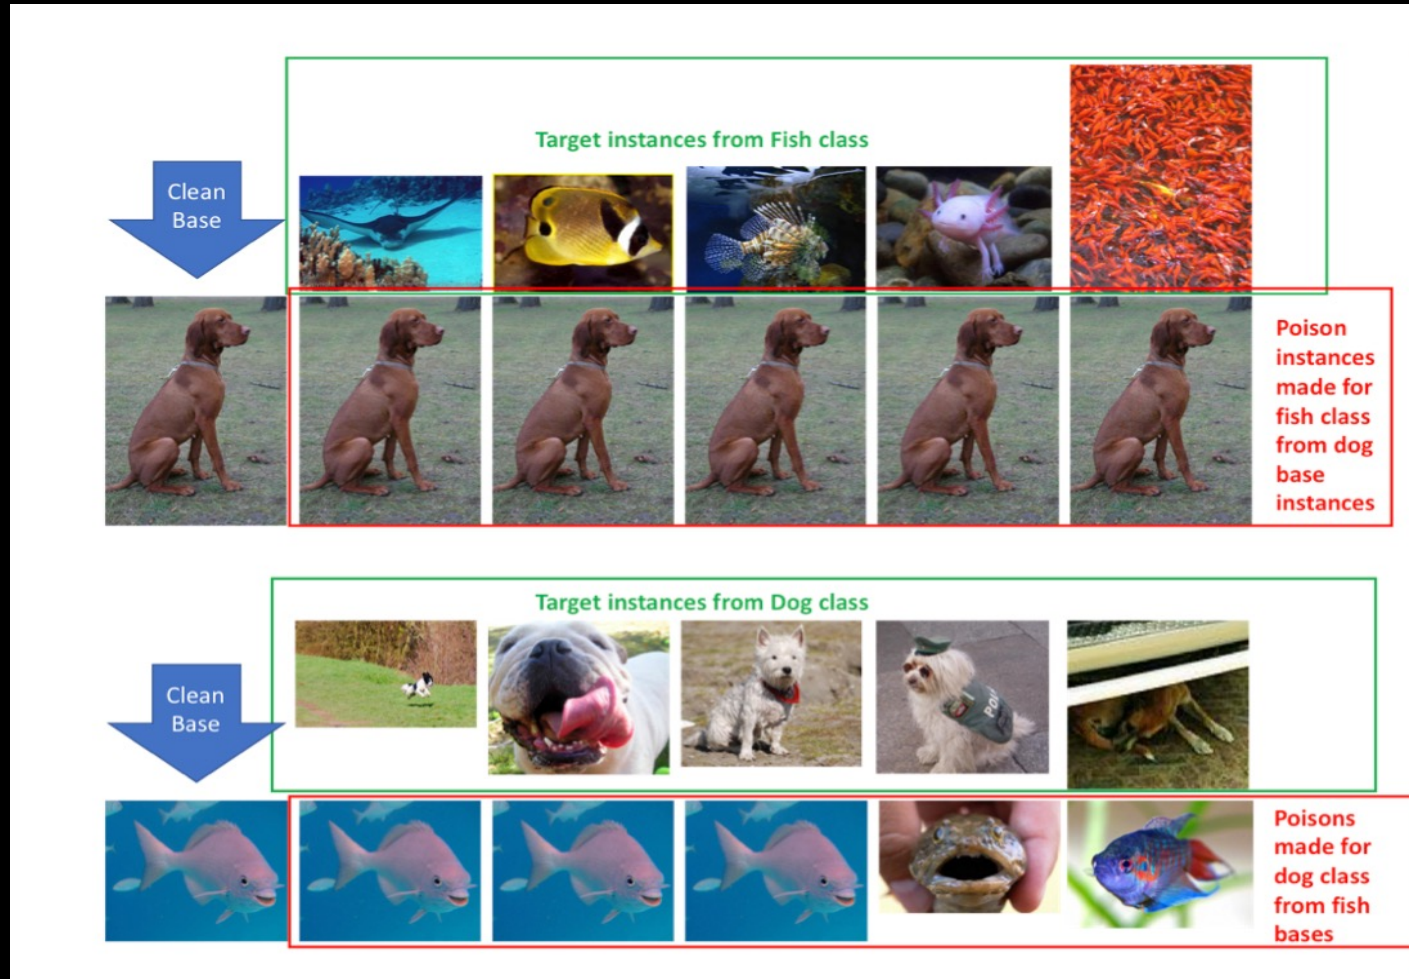 Target instances from Fish class
Clean
Base
Poison
instances
made for
fish class
from dog
base
instances
Target instances from Dog class
Clean
Base
POLI
Poisons
made for
dog class
from fish
bases